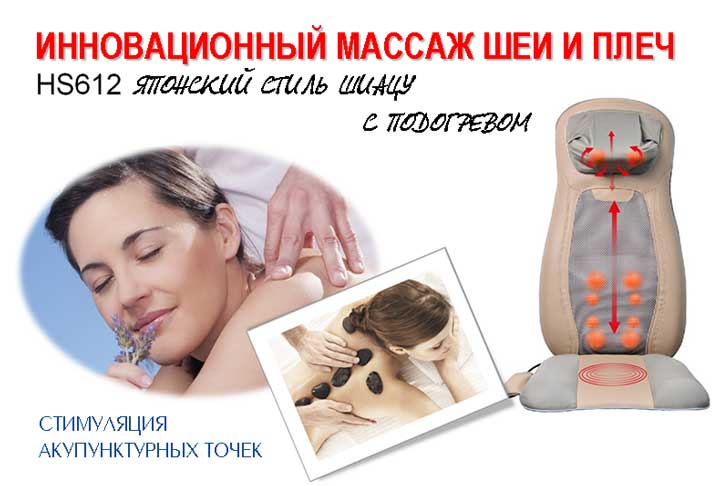 ИННОВАЦИОННЫЙ МАССАЖ ШЕИ И ПЛЕЧ
HS612 ЯПОНСКИЙ СТИЛЬ ШИАЦУ
С ПОДОГРЕВОМ
СТИМУЛЯЦИЯ
АКУПУНКТУРНЫХ ТОЧЕК